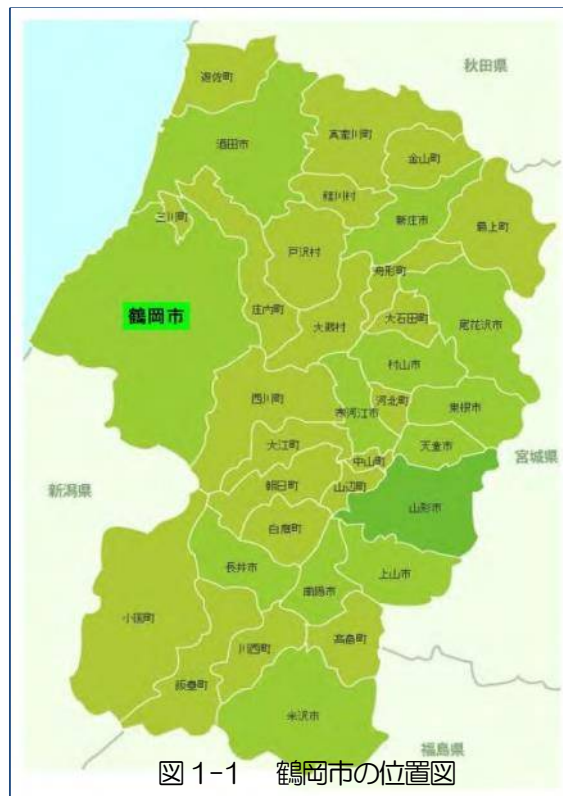 秋田県
遊佐町
酒田市
真室川町
金山町
鮭川村
新庄市
最上町
三川町
戸沢村
舟形町
庄内町
大蔵村
大石田町
尾花沢市
鶴岡市
村山市
西川町
寒河江市
河北町
東根市
大江町
中山町
天童市
宮城県
新潟県
朝日町
山辺町
山形市
白鷹町
長井市
南陽市
上山市
小国町
川西町
高畠町
飯豊町
米沢市
福島県
図 1-1 鶴岡市の位置図